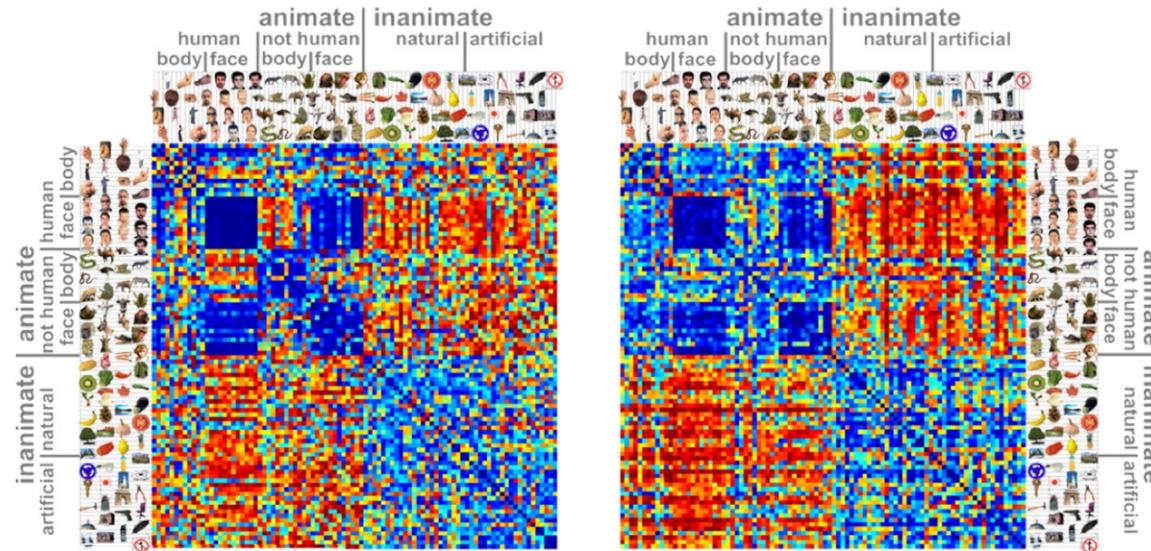 animate inanimate
human not human natural artificial
body face body face
animate inanimate
human not human natural artificial
body face body face
animate
human
body
face
not human
body
face
inanimate
natural
artificial
animate
human
body
face
not human
body
face
inanimate
natural
artificial